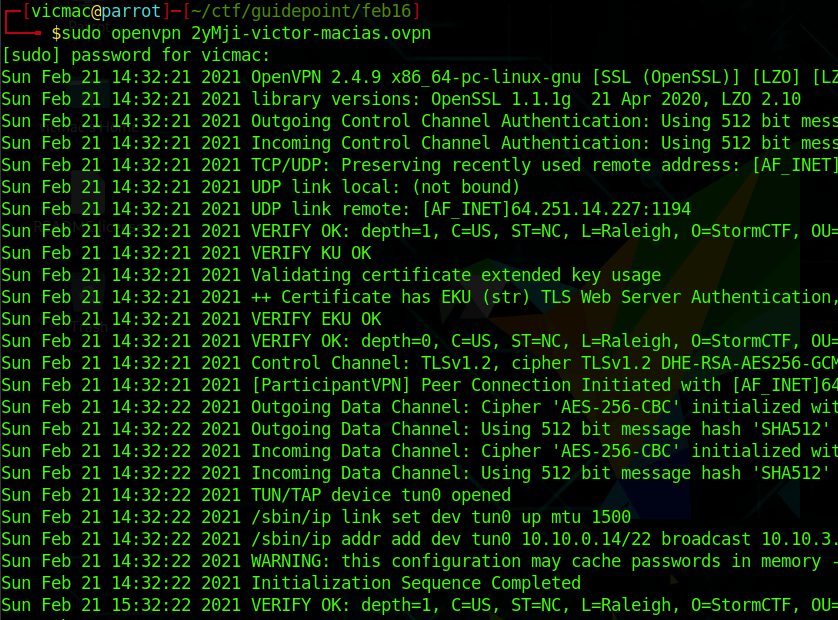 ┌─[vicmac@parrot]─[~/ctf/guidepoint/feb16]
└──╼ $sudo openvpn 2yMji-victor-macias.ovpn
[sudo] password for vicmac:
Sun Feb 21 14:32:21 2021 OpenVPN 2.4.9 x86_64-pc-linux-gnu [SSL (OpenSSL)] [LZO] [LZ
Sun Feb 21 14:32:21 2021 library versions: OpenSSL 1.1.1g  21 Apr 2020, LZO 2.10
Sun Feb 21 14:32:21 2021 Outgoing Control Channel Authentication: Using 512 bit mess
Sun Feb 21 14:32:21 2021 Incoming Control Channel Authentication: Using 512 bit mess
Sun Feb 21 14:32:21 2021 TCP/UDP: Preserving recently used remote address: [AF_INET]
Sun Feb 21 14:32:21 2021 UDP link local: (not bound)
Sun Feb 21 14:32:21 2021 UDP link remote: [AF_INET]64.251.14.227:1194
Sun Feb 21 14:32:21 2021 VERIFY OK: depth=1, C=US, ST=NC, L=Raleigh, O=StormCTF, OU=
Sun Feb 21 14:32:21 2021 VERIFY KU OK
Sun Feb 21 14:32:21 2021 Validating certificate extended key usage
Sun Feb 21 14:32:21 2021 ++ Certificate has EKU (str) TLS Web Server Authentication,
Sun Feb 21 14:32:21 2021 VERIFY EKU OK
Sun Feb 21 14:32:21 2021 VERIFY OK: depth=0, C=US, ST=NC, L=Raleigh, O=StormCTF, OU=
Sun Feb 21 14:32:21 2021 Control Channel: TLSv1.2, cipher TLSv1.2 DHE-RSA-AES256-GCM
Sun Feb 21 14:32:21 2021 [ParticipantVPN] Peer Connection Initiated with [AF_INET]64
Sun Feb 21 14:32:22 2021 Outgoing Data Channel: Cipher 'AES-256-CBC' initialized wit
Sun Feb 21 14:32:22 2021 Outgoing Data Channel: Using 512 bit message hash 'SHA512'
Sun Feb 21 14:32:22 2021 Incoming Data Channel: Cipher 'AES-256-CBC' initialized wit
Sun Feb 21 14:32:22 2021 Incoming Data Channel: Using 512 bit message hash 'SHA512'
Sun Feb 21 14:32:22 2021 TUN/TAP device tun0 opened
Sun Feb 21 14:32:22 2021 /sbin/ip link set dev tun0 up mtu 1500
Sun Feb 21 14:32:22 2021 /sbin/ip addr add dev tun0 10.10.0.14/22 broadcast 10.10.3.
Sun Feb 21 14:32:22 2021 WARNING: this configuration may cache passwords in memory -
Sun Feb 21 14:32:22 2021 Initialization Sequence Completed
Sun Feb 21 15:32:22 2021 VERIFY OK: depth=1, C=US, ST=NC, L=Raleigh, O=StormCTF, OU=